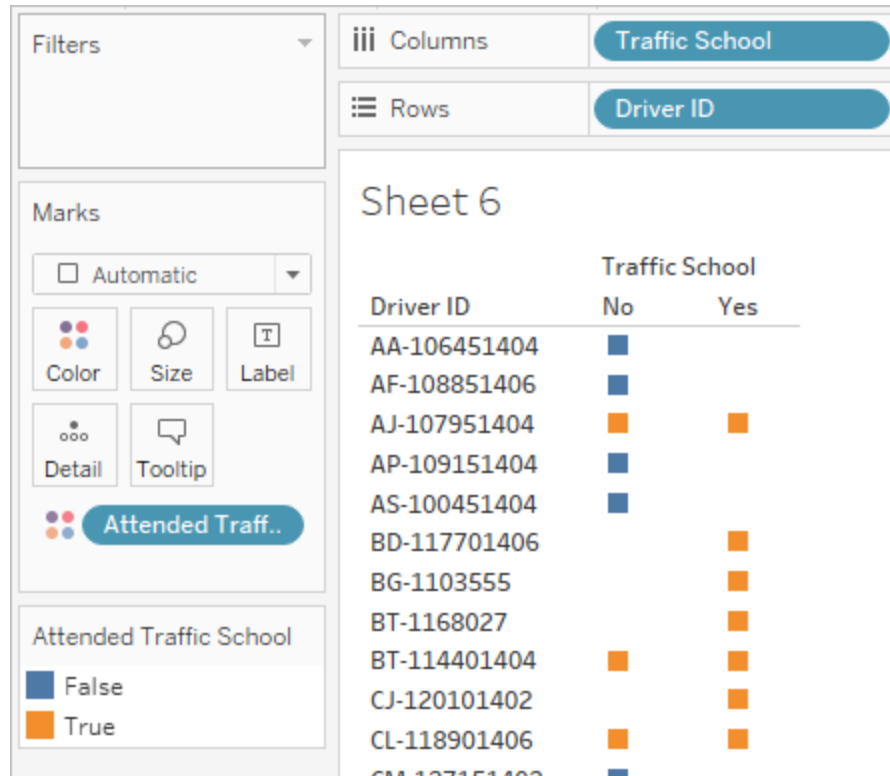 Filters
Columns Traffic School
Rows Driver ID
Marks
Automatic
Color Size Label
Detail Tooltip
Attended Traff..
Attended Traffic School
False
True
Sheet 6
Traffic School
Driver ID No Yes
AA-106451404
AF-108851406
AJ-107951404
AP-109151404
AS-100451404
BD-117701406
BG-1103555
BT-1168027
BT-114401404
CJ-120101402
CL-118901406